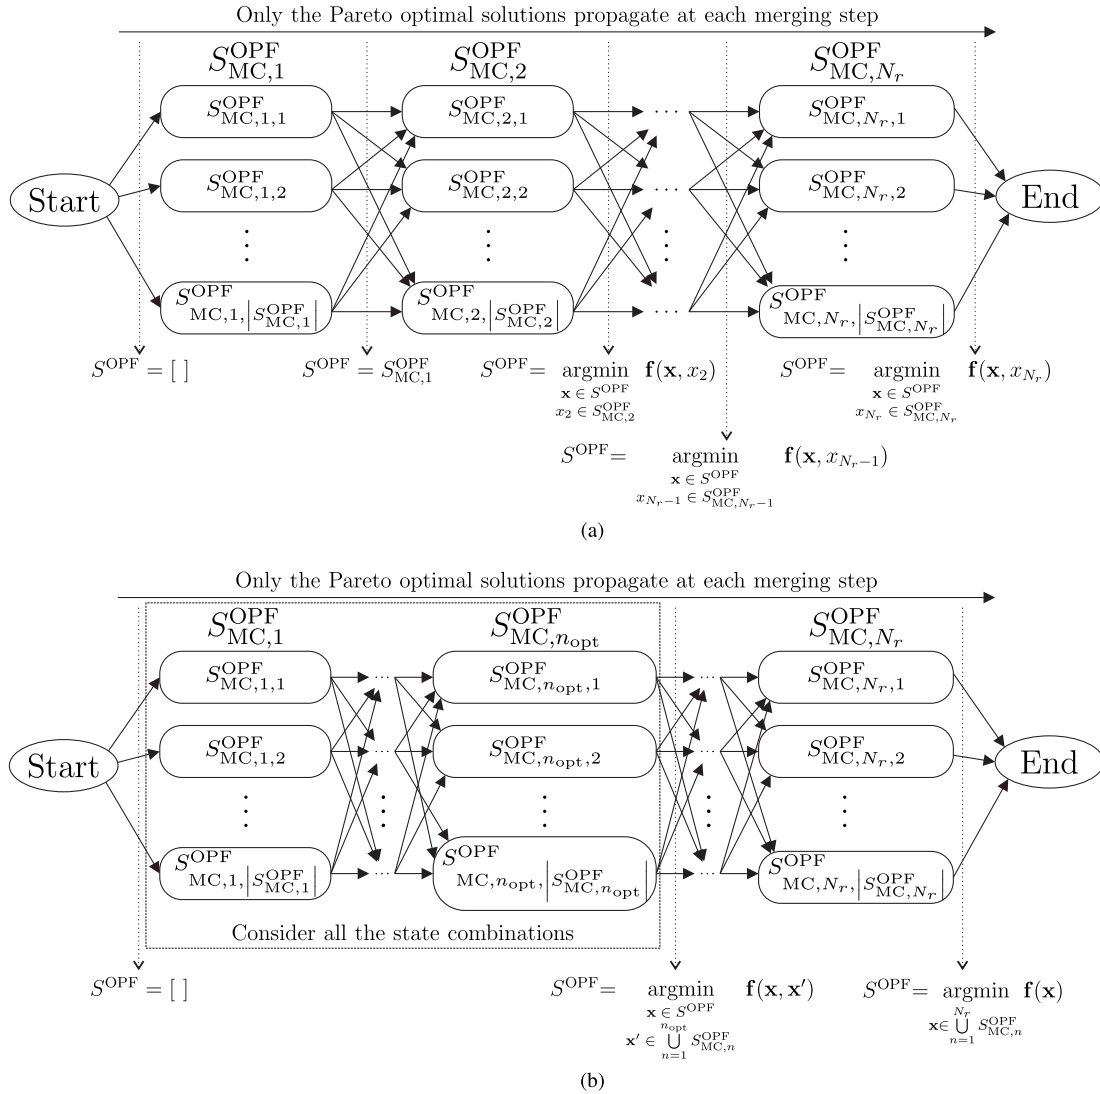 Only the Pareto optimal solutions propagate at each merging step
S^OPF_MC,1 S^OPF_MC,2 S^OPF_MC,N_r
S^OPF_MC,1,1 S^OPF_MC,2,1 ··· S^OPF_MC,N_r,1
Start S^OPF_MC,1,2 S^OPF_MC,2,2 ··· S^OPF_MC,N_r,2 End
⋮ ⋮ ⋮ ⋮
S^OPF_MC,1,|S^OPF_MC,1| S^OPF_MC,2,|S^OPF_MC,2| ··· S^OPF_MC,N_r,|S^OPF_MC,N_r|
S^OPF = [ ] S^OPF = S^OPF_MC,1 S^OPF = argmin f(x, x_2) S^OPF = argmin f(x, x_N_r)
x ∈ S^OPF x ∈ S^OPF
x_2 ∈ S^OPF_MC,2 x_N_r ∈ S^OPF_MC,N_r
S^OPF = argmin f(x, x_N_r−1)
x ∈ S^OPF
x_N_r−1 ∈ S^OPF_MC,N_r−1
(a)
Only the Pareto optimal solutions propagate at each merging step
S^OPF_MC,1 S^OPF_MC,n_opt S^OPF_MC,N_r
S^OPF_MC,1,1 ··· S^OPF_MC,n_opt,1 ··· S^OPF_MC,N_r,1
Start S^OPF_MC,1,2 ··· S^OPF_MC,n_opt,2 ··· S^OPF_MC,N_r,2 End
⋮ ⋮ ⋮ ⋮ ⋮
S^OPF_MC,1,|S^OPF_MC,1| ··· S^OPF_MC,n_opt,|S^OPF_MC,n_opt| ··· S^OPF_MC,N_r,|S^OPF_MC,N_r|
Consider all the state combinations
S^OPF = [ ] S^OPF = argmin f(x, x′) S^OPF = argmin f(x)
x ∈ S^OPF x ∈ ⋃_{n=1}^{N_r} S^OPF_MC,n
x′ ∈ ⋃_{n=1}^{n_opt} S^OPF_MC,n
(b)